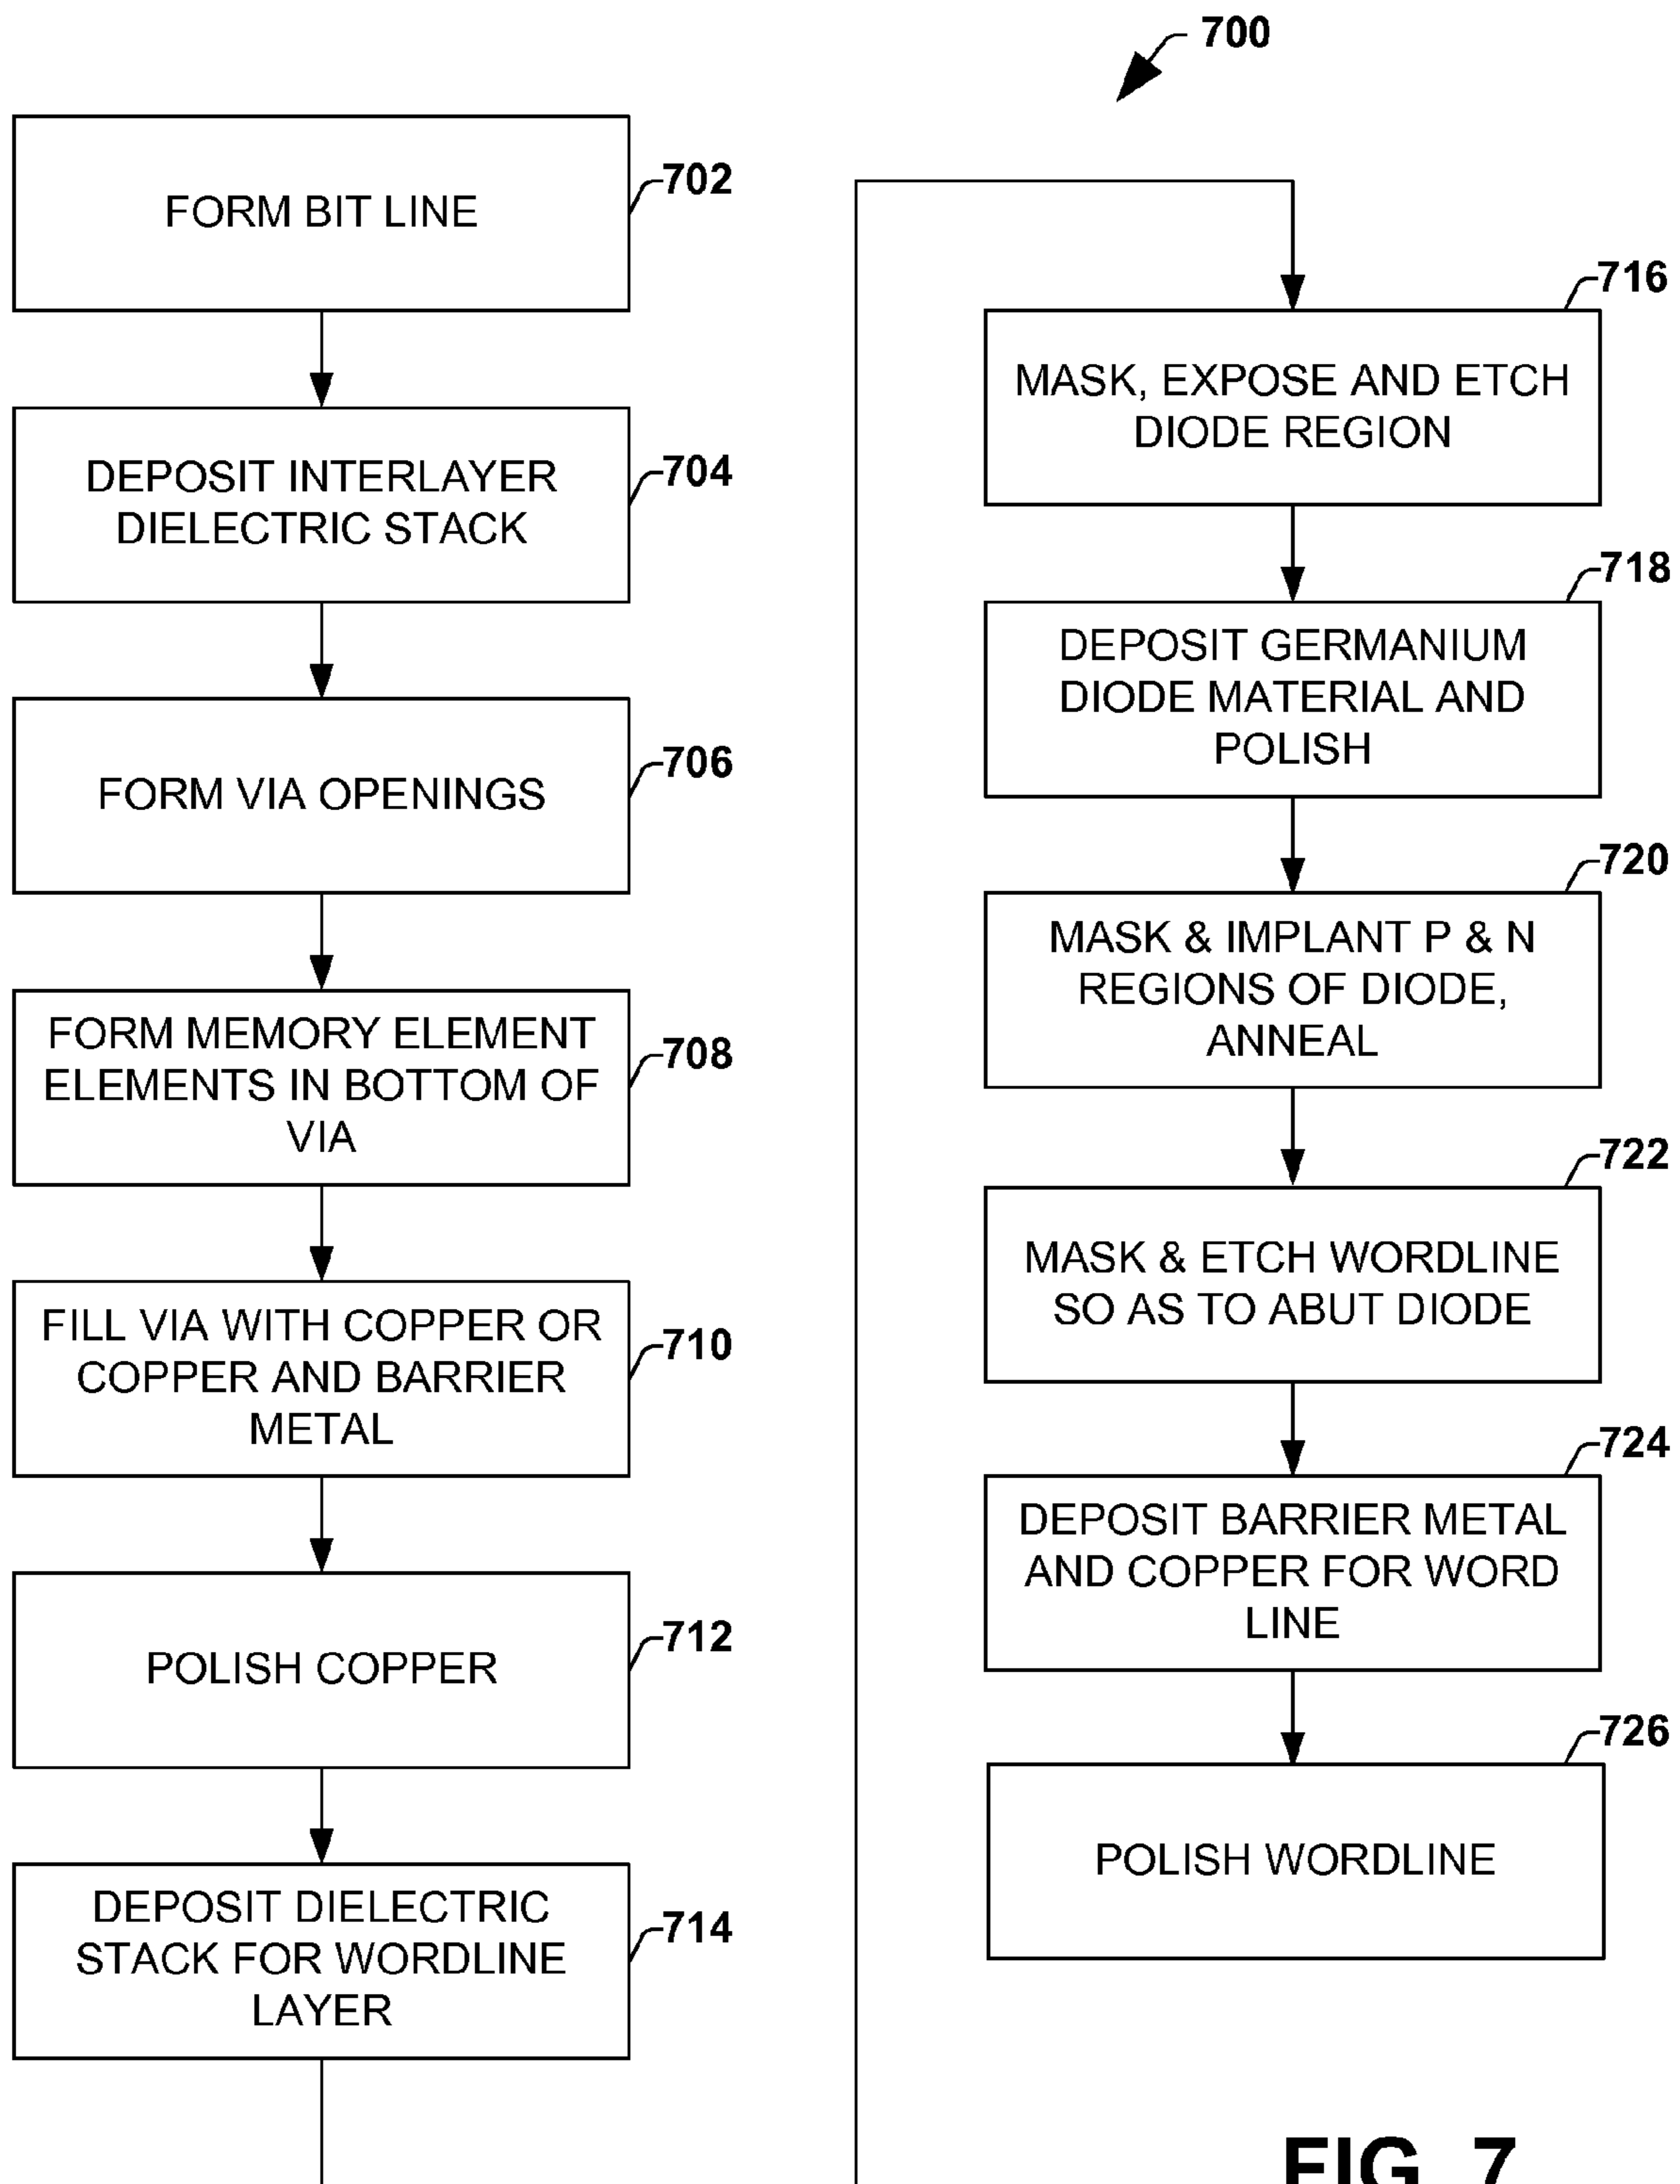 700
FORM BIT LINE
702
DEPOSIT INTERLAYER
DIELECTRIC STACK
704
FORM VIA OPENINGS
706
FORM MEMORY ELEMENT
ELEMENTS IN BOTTOM OF
VIA
708
FILL VIA WITH COPPER OR
COPPER AND BARRIER
METAL
710
POLISH COPPER
712
DEPOSIT DIELECTRIC
STACK FOR WORDLINE
LAYER
714
716
MASK, EXPOSE AND ETCH
DIODE REGION
718
DEPOSIT GERMANIUM
DIODE MATERIAL AND
POLISH
720
MASK & IMPLANT P & N
REGIONS OF DIODE,
ANNEAL
722
MASK & ETCH WORDLINE
SO AS TO ABUT DIODE
724
DEPOSIT BARRIER METAL
AND COPPER FOR WORD
LINE
726
POLISH WORDLINE
FIG. 7